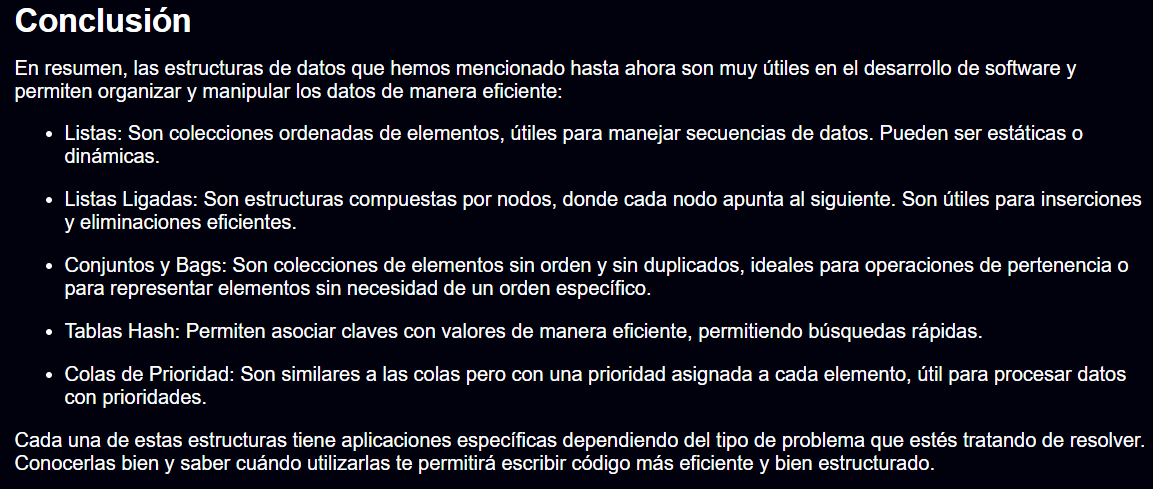 Conclusión
En resumen, las estructuras de datos que hemos mencionado hasta ahora son muy útiles en el desarrollo de software y
permiten organizar y manipular los datos de manera eficiente:
• Listas: Son colecciones ordenadas de elementos, útiles para manejar secuencias de datos. Pueden ser estáticas o
dinámicas.
• Listas Ligadas: Son estructuras compuestas por nodos, donde cada nodo apunta al siguiente. Son útiles para inserciones
y eliminaciones eficientes.
• Conjuntos y Bags: Son colecciones de elementos sin orden y sin duplicados, ideales para operaciones de pertenencia o
para representar elementos sin necesidad de un orden específico.
• Tablas Hash: Permiten asociar claves con valores de manera eficiente, permitiendo búsquedas rápidas.
• Colas de Prioridad: Son similares a las colas pero con una prioridad asignada a cada elemento, útil para procesar datos
con prioridades.
Cada una de estas estructuras tiene aplicaciones específicas dependiendo del tipo de problema que estés tratando de resolver.
Conocerlas bien y saber cuándo utilizarlas te permitirá escribir código más eficiente y bien estructurado.